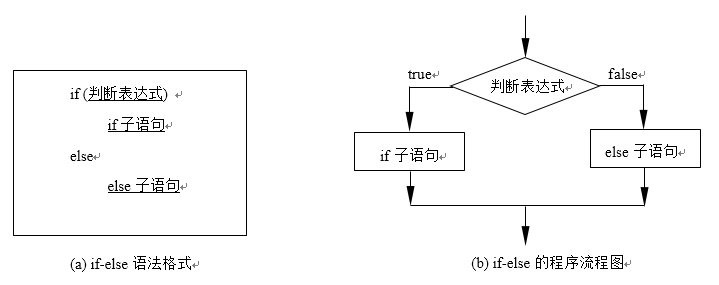 if (判断表达式)
if 子语句
else
else 子语句
(a) if-else 语法格式
true
判断表达式
false
if 子语句
else 子语句
(b) if-else 的程序流程图